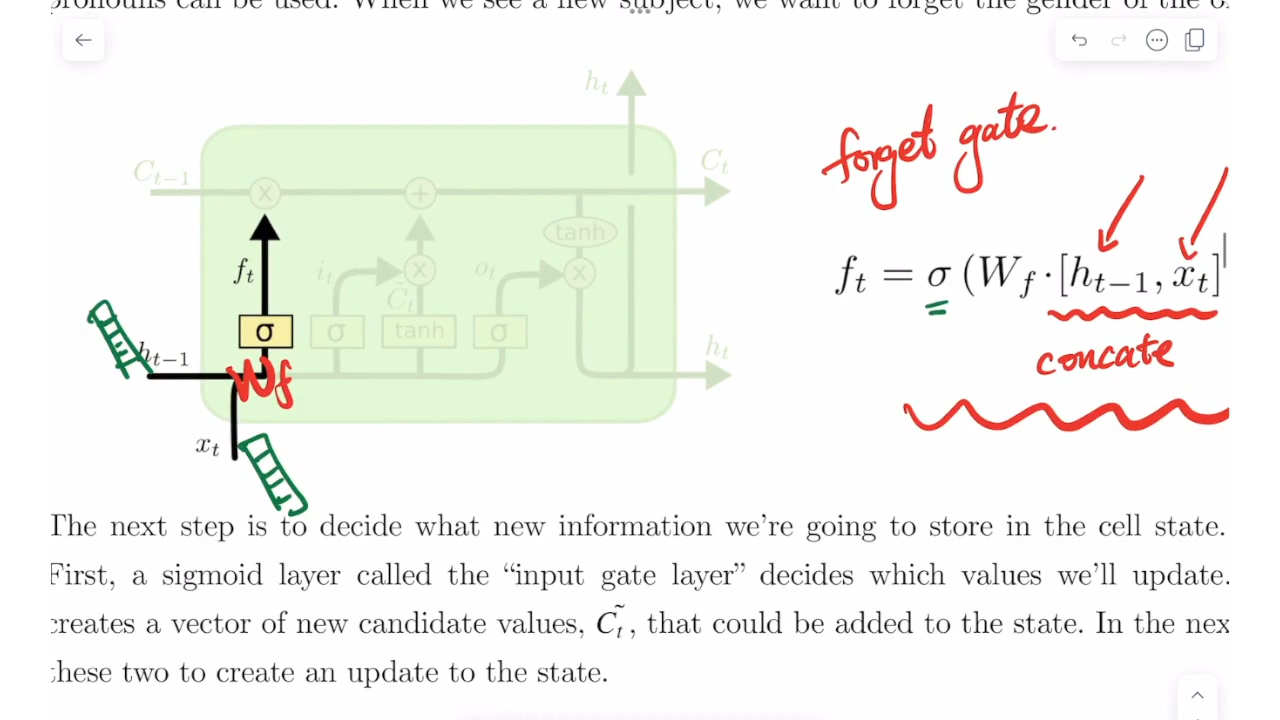 pronouns can be used. When we see a new subject, we want to forget the gender of the
h_t
forget gate.
C_{t-1}
C_t
tanh
f_t
i_t
o_t
C̃_t
f_t = σ (W_f · [h_{t-1}, x_t]
σ
σ
tanh
σ
h_{t-1}
h_t
Wf
concate
x_t
The next step is to decide what new information we're going to store in the cell state.
First, a sigmoid layer called the “input gate layer” decides which values we'll update.
creates a vector of new candidate values, C̃_t, that could be added to the state. In the
these two to create an update to the state.